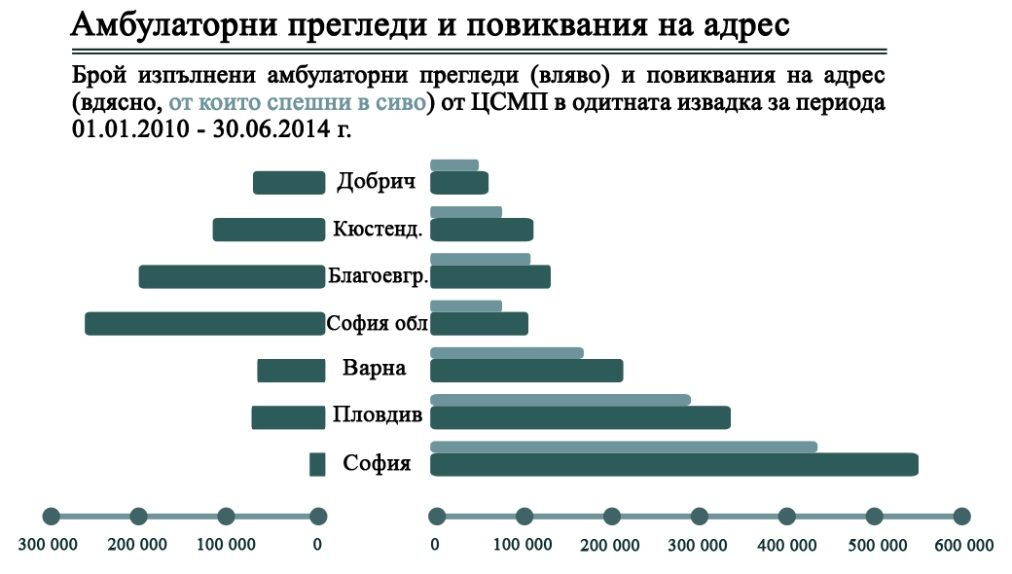 Амбулаторни прегледи и повиквания на адрес
Брой изпълнени амбулаторни прегледи (вляво) и повиквания на адрес
(вдясно, от които спешни в сиво) от ЦСМП в одитната извадка за периода
01.01.2010 - 30.06.2014 г.
Добрич
Кюстенд.
Благоевгр.
София обл
Варна
Пловдив
София
300 000 200 000 100 000 0 0 100 000 200 000 300 000 400 000 500 000 600 000